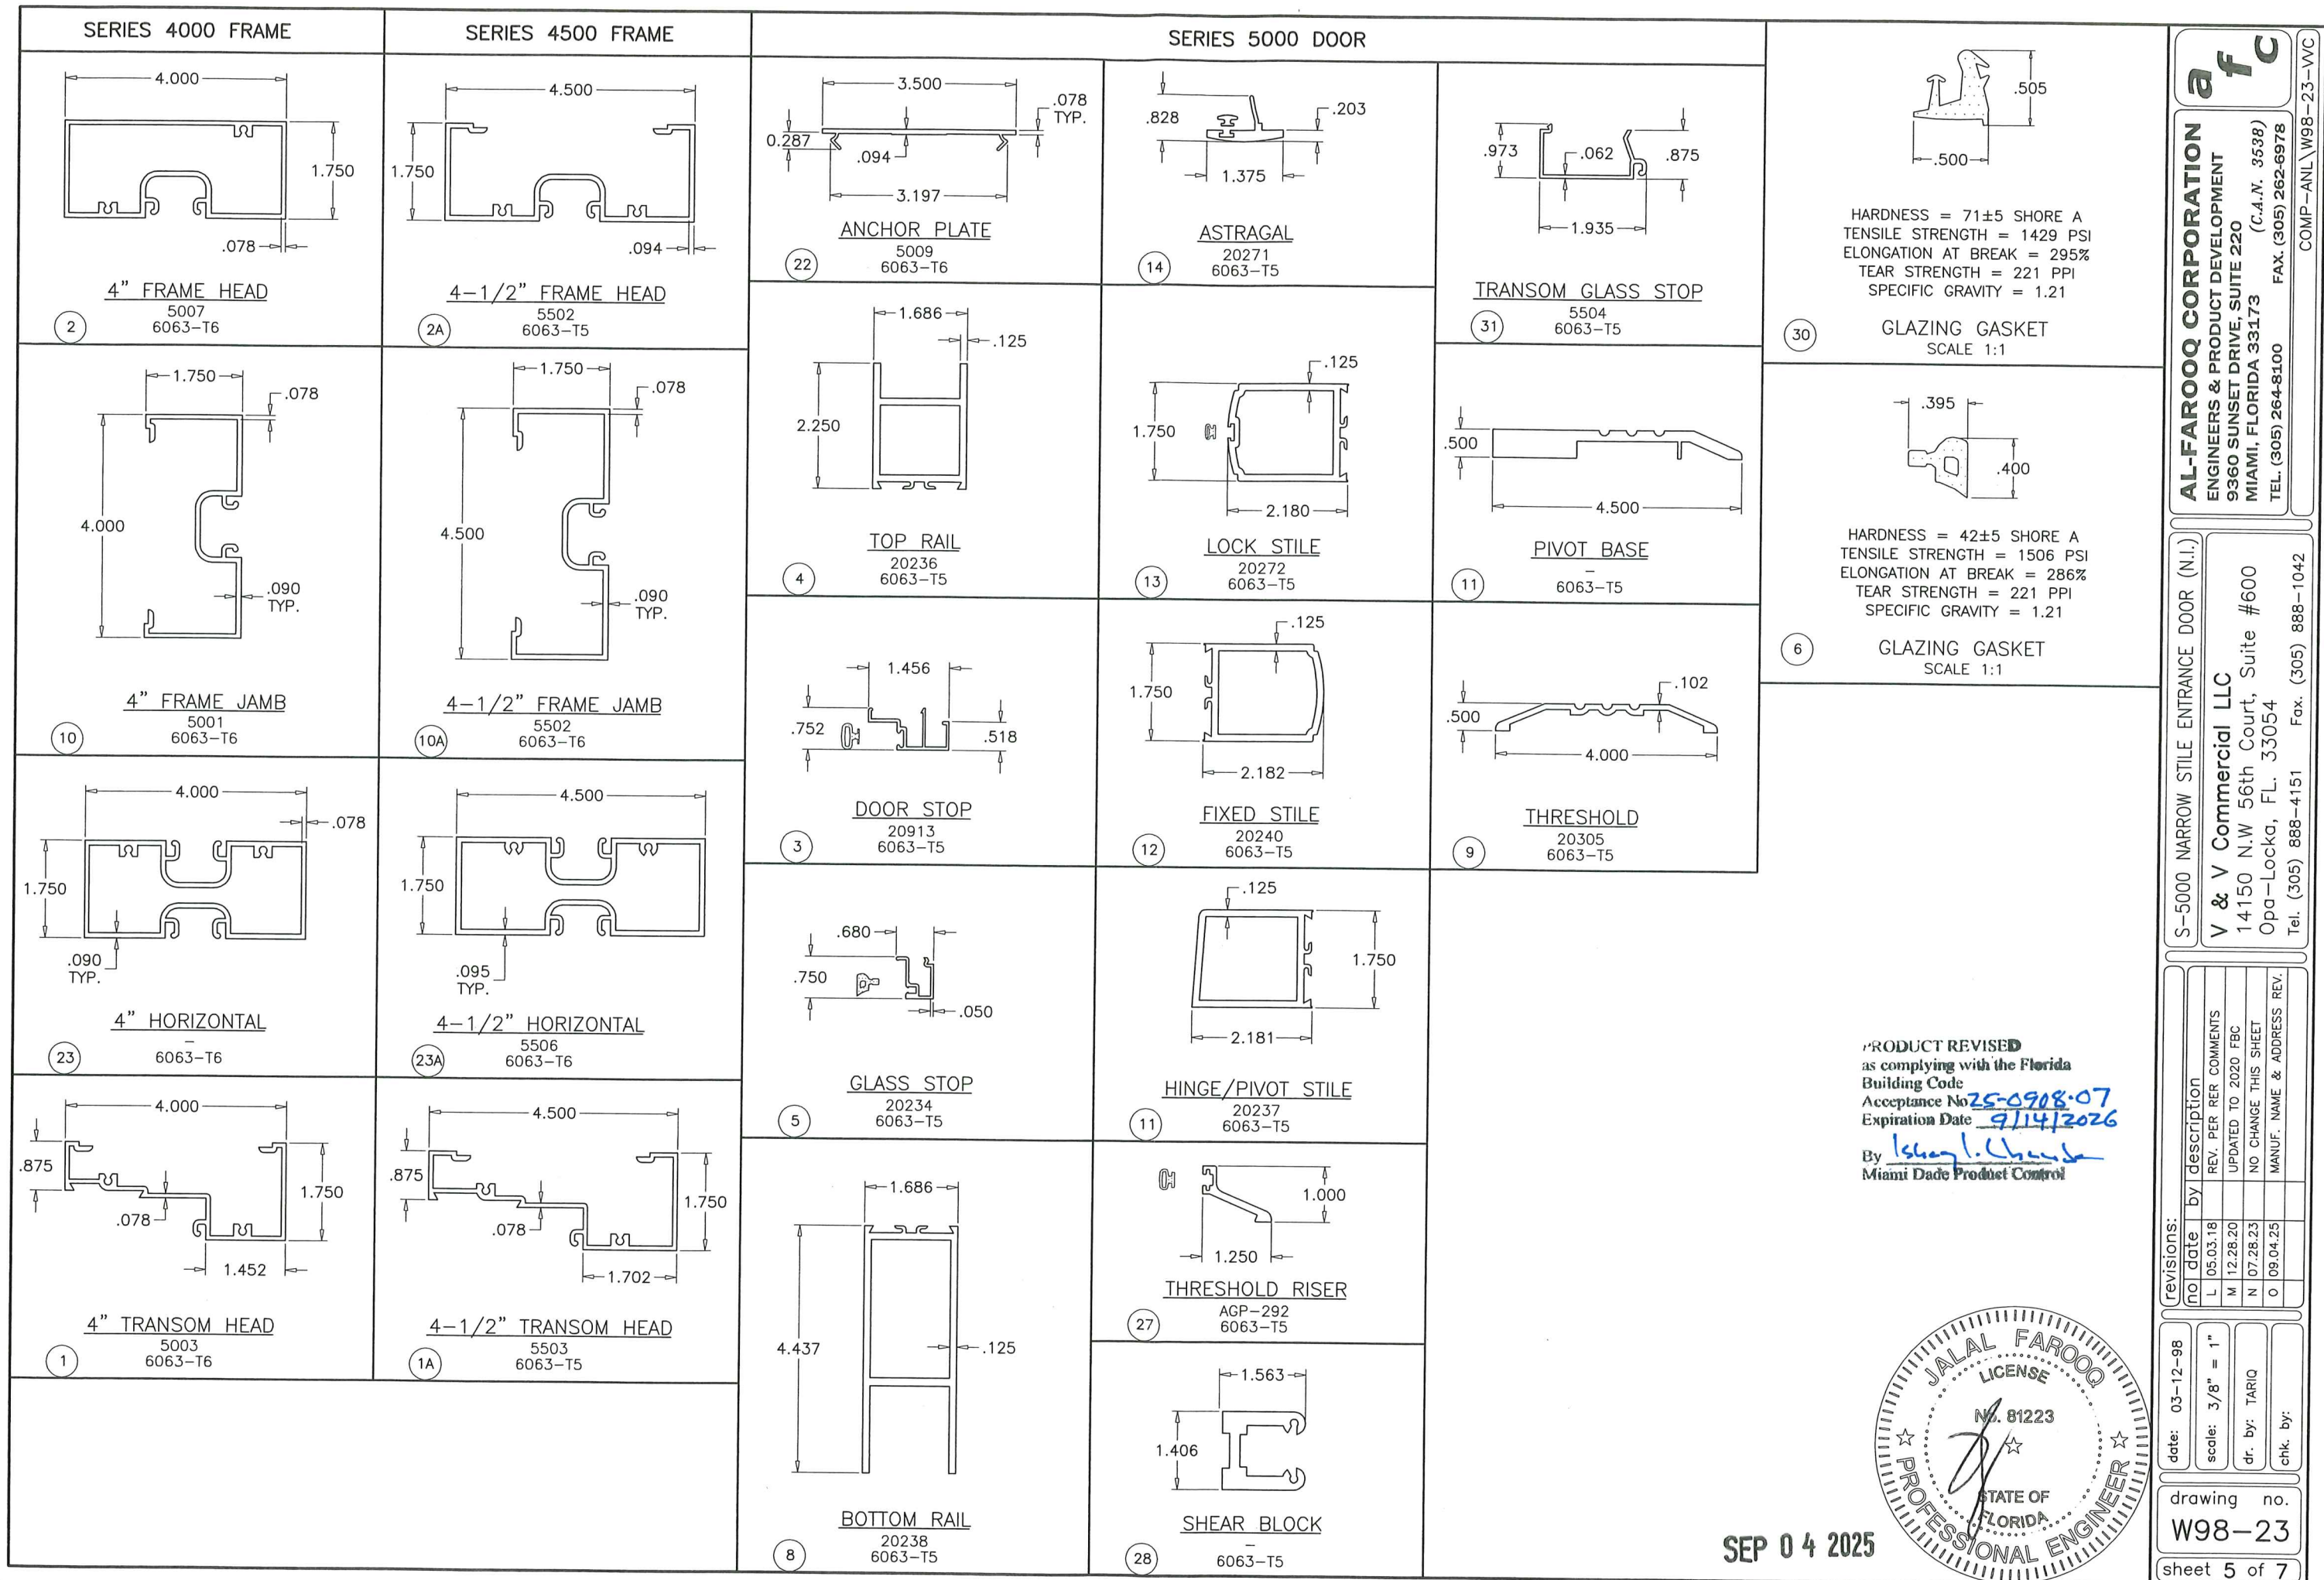 SERIES 4000 FRAME
4.000
1.750
.078
4" FRAME HEAD
5007
6063-T6
2
1.750
.078
4.000
.090
TYP.
4" FRAME JAMB
5001
6063-T6
10
4.000
.078
1.750
.090
TYP.
4" HORIZONTAL
-
6063-T6
23
4.000
.875
1.750
.078
1.452
4" TRANSOM HEAD
5003
6063-T6
1
SERIES 4500 FRAME
4.500
1.750
.094
4-1/2" FRAME HEAD
5502
6063-T5
2A
1.750
.078
4.500
.090
TYP.
4-1/2" FRAME JAMB
5502
6063-T6
10A
4.500
1.750
.095
TYP.
4-1/2" HORIZONTAL
5506
6063-T6
23A
4.500
.875
1.750
.078
1.702
4-1/2" TRANSOM HEAD
5503
6063-T5
1A
SERIES 5000 DOOR
3.500
.078
TYP.
0.287
.094
3.197
ANCHOR PLATE
5009
6063-T6
22
1.686
.125
2.250
TOP RAIL
20236
6063-T5
4
1.456
.752
.518
DOOR STOP
20913
6063-T5
3
.680
.750
.050
GLASS STOP
20234
6063-T5
5
1.686
4.437
.125
BOTTOM RAIL
20238
6063-T5
8
.828
.203
1.375
ASTRAGAL
20271
6063-T5
14
.125
1.750
2.180
LOCK STILE
20272
6063-T5
13
.125
1.750
2.182
FIXED STILE
20240
6063-T5
12
.125
1.750
2.181
HINGE/PIVOT STILE
20237
6063-T5
11
1.000
1.250
THRESHOLD RISER
AGP-292
6063-T5
27
1.563
1.406
SHEAR BLOCK
-
6063-T5
28
.973
.062
.875
1.935
TRANSOM GLASS STOP
5504
6063-T5
31
.500
4.500
PIVOT BASE
-
6063-T5
11
.102
.500
4.000
THRESHOLD
20305
6063-T5
9
.505
.500
HARDNESS = 71±5 SHORE A
TENSILE STRENGTH = 1429 PSI
ELONGATION AT BREAK = 295%
TEAR STRENGTH = 221 PPI
SPECIFIC GRAVITY = 1.21
30
GLAZING GASKET
SCALE 1:1
.395
.400
HARDNESS = 42±5 SHORE A
TENSILE STRENGTH = 1506 PSI
ELONGATION AT BREAK = 286%
TEAR STRENGTH = 221 PPI
SPECIFIC GRAVITY = 1.21
6
GLAZING GASKET
SCALE 1:1
PRODUCT REVISED
as complying with the Florida
Building Code
Acceptance No 25-0908.07
Expiration Date 9/14/2026
By
Miami Dade Product Control
JALAL FAROOQ
LICENSE
No. 81223
STATE OF
FLORIDA
PROFESSIONAL ENGINEER
SEP 04 2025
afc
AL-FAROOQ CORPORATION
ENGINEERS & PRODUCT DEVELOPMENT
9360 SUNSET DRIVE, SUITE 220
MIAMI, FLORIDA 33173 (C.A.N. 3538)
TEL. (305) 264-8100 FAX. (305) 262-6978
COMP-ANL\W98-23-VC
S-5000 NARROW STILE ENTRANCE DOOR (N.I.)
V & V Commercial LLC
14150 N.W 56th Court, Suite #600
Opa-Locka, FL. 33054
Tel. (305) 888-4151 Fax. (305) 888-1042
revisions:
no date by description
L 05.03.18 REV. PER RER COMMENTS
M 12.28.20 UPDATED TO 2020 FBC
N 07.28.23 NO CHANGE THIS SHEET
O 09.04.25 MANUF. NAME & ADDRESS REV.
date: 03-12-98
scale: 3/8" = 1"
dr. by: TARIQ
chk. by:
drawing no.
W98-23
sheet 5 of 7